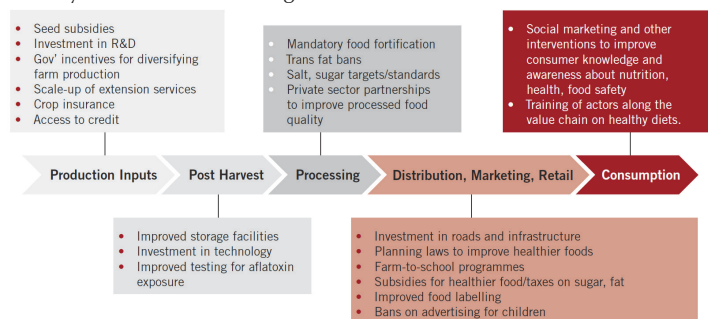 • Seed subsidies
• Investment in R&D
• Gov' incentives for diversifying
farm production
• Scale-up of extension services
• Crop insurance
• Access to credit
• Mandatory food fortification
• Trans fat bans
• Salt, sugar targets/standards
• Private sector partnerships
to improve processed food
quality
• Social marketing and other
interventions to improve
consumer knowledge and
awareness about nutrition,
health, food safety
• Training of actors along the
value chain on healthy diets.
Production Inputs
Post Harvest
Processing
Distribution, Marketing, Retail
Consumption
• Improved storage facilities
• Investment in technology
• Improved testing for aflatoxin
exposure
• Investment in roads and infrastructure
• Planning laws to improve healthier foods
• Farm-to-school programmes
• Subsidies for healthier food/taxes on sugar, fat
• Improved food labelling
• Bans on advertising for children